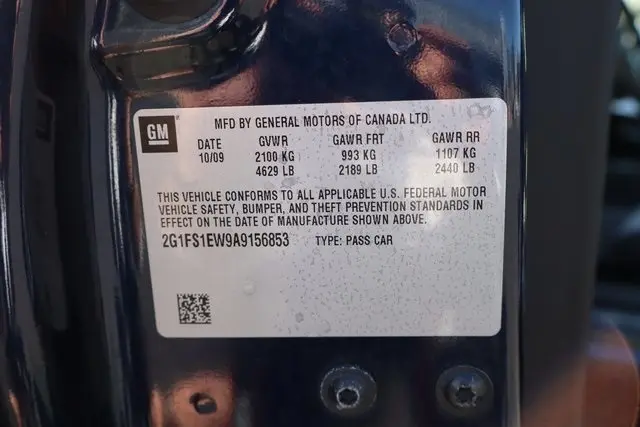 GM MFD BY GENERAL MOTORS OF CANADA LTD.
DATE GVWR GAWR FRT GAWR RR
10/09 2100 KG 993 KG 1107 KG
4629 LB 2189 LB 2440 LB
THIS VEHICLE CONFORMS TO ALL APPLICABLE U.S. FEDERAL MOTOR
VEHICLE SAFETY, BUMPER, AND THEFT PREVENTION STANDARDS IN
EFFECT ON THE DATE OF MANUFACTURE SHOWN ABOVE.
2G1FS1EW9A9156853 TYPE: PASS CAR